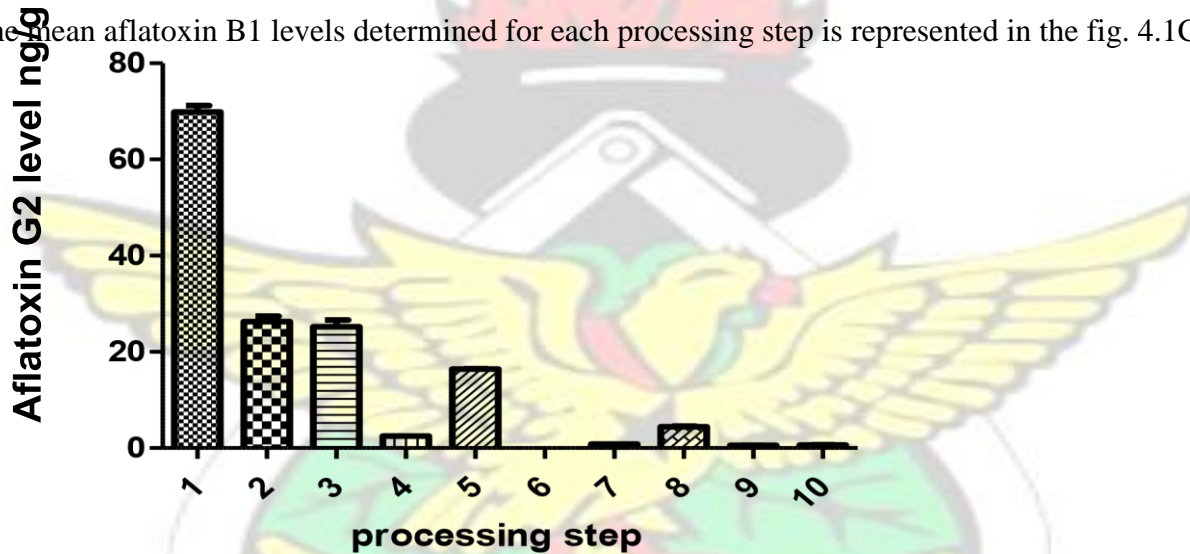 mean aflatoxin B1 levels determined for each processing step is represented in the fig. 4.1C
Aflatoxin G2 level ng/g
80
60
40
20
0
1 2 3 4 5 6 7 8 9 10
processing step